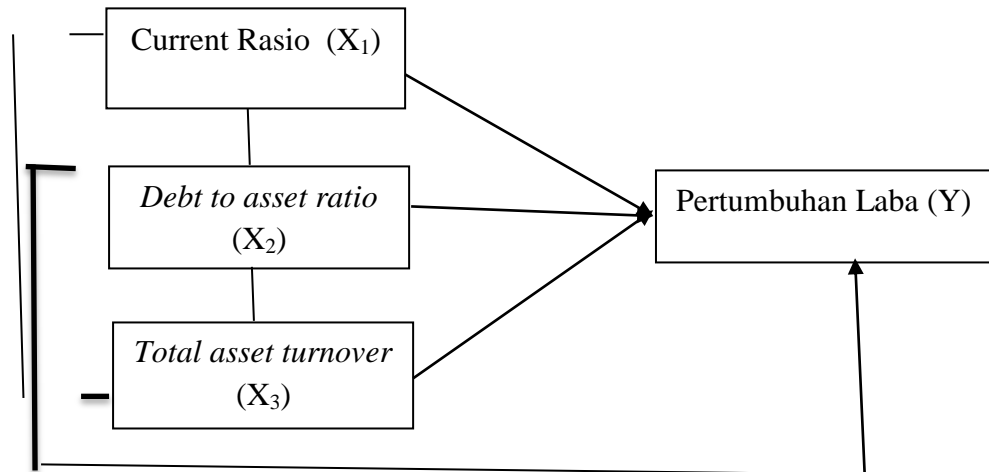 Current Rasio (X₁)
Debt to asset ratio
(X₂)
Pertumbuhan Laba (Y)
Total asset turnover
(X₃)